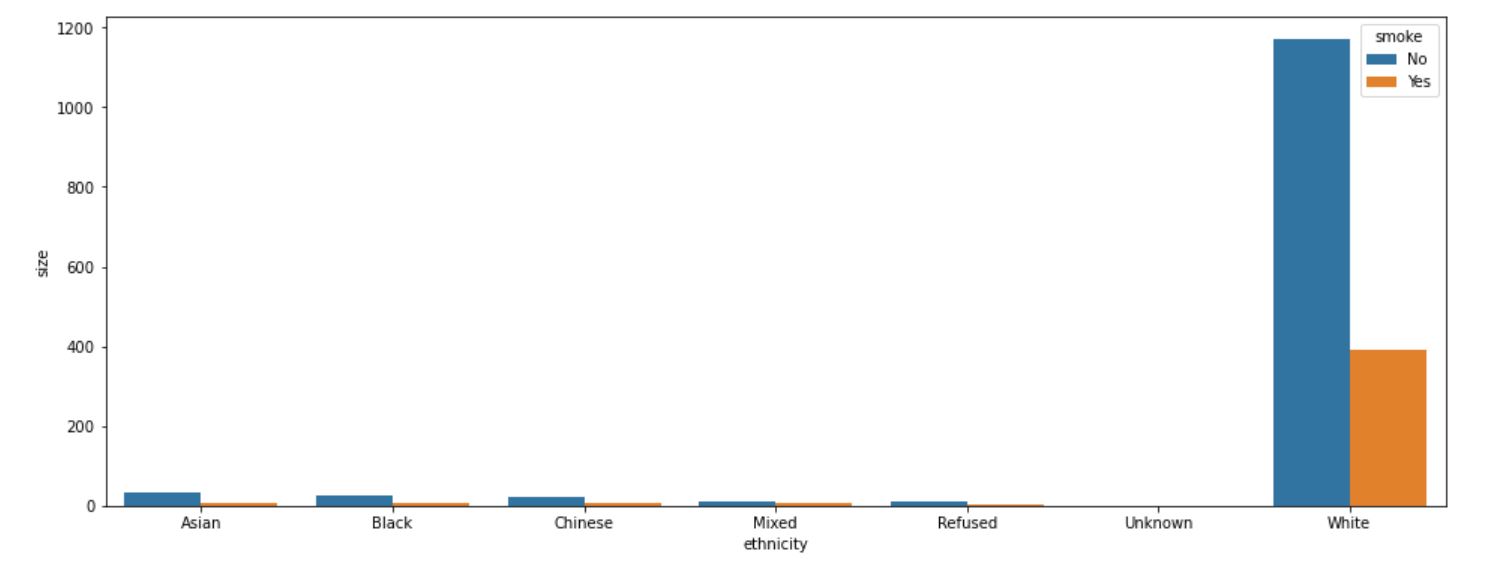 1200
1000
800
600
400
200
0
size
smoke
No
Yes
Asian Black Chinese Mixed Refused Unknown White
ethnicity